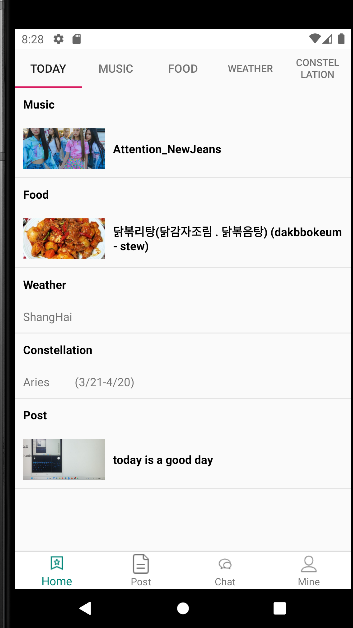 8:28
TODAY
MUSIC
FOOD
WEATHER
CONSTEL
LATION
Music
Attention_NewJeans
Food
닭볶리탕(닭감자조림 . 닭볶음탕) (dakbbokeum
- stew)
Weather
ShangHai
Constellation
Aries (3/21-4/20)
Post
today is a good day
Home
Post
Chat
Mine